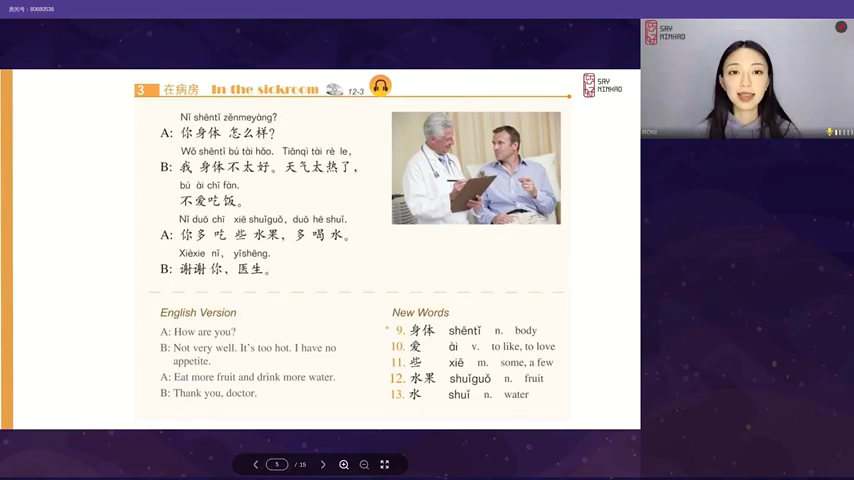 房间号：80680536
SAY
NINHAO
3 在病房 In the sickroom 12-3
SAY
NINHAO
Nǐ shēntǐ zěnmeyàng?
A: 你身体 怎么样?
Wǒ shēntǐ bú tài hǎo. Tiānqì tài rè le,
B: 我 身体不太好。天气太热了,
bú ài chī fàn.
不爱吃饭。
Nǐ duō chī xiē shuǐguǒ, duō hē shuǐ.
A: 你多 吃 些 水果, 多 喝 水。
Xièxie nǐ, yīshēng.
B: 谢谢 你, 医生。
English Version
A: How are you?
B: Not very well. It's too hot. I have no
appetite.
A: Eat more fruit and drink more water.
B: Thank you, doctor.
New Words
9. 身体 shēntǐ n. body
10. 爱 ài v. to like, to love
11. 些 xiē m. some, a few
12. 水果 shuǐguǒ n. fruit
13. 水 shuǐ n. water
5 / 15